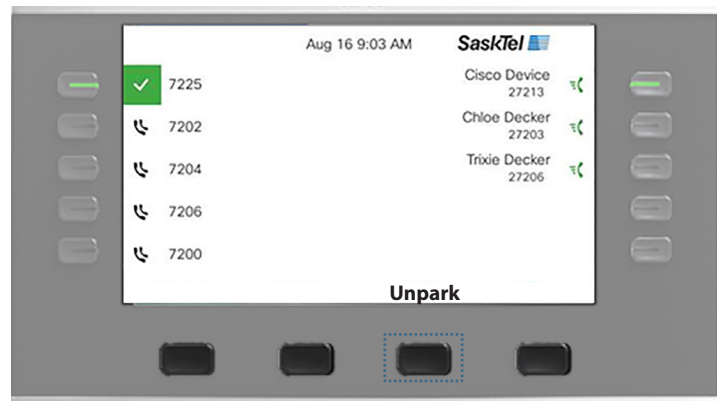 Aug 16 9:03 AM SaskTel
7225 Cisco Device
27213
7202 Chloe Decker
27203
7204 Trixie Decker
27206
7206
7200
Unpark